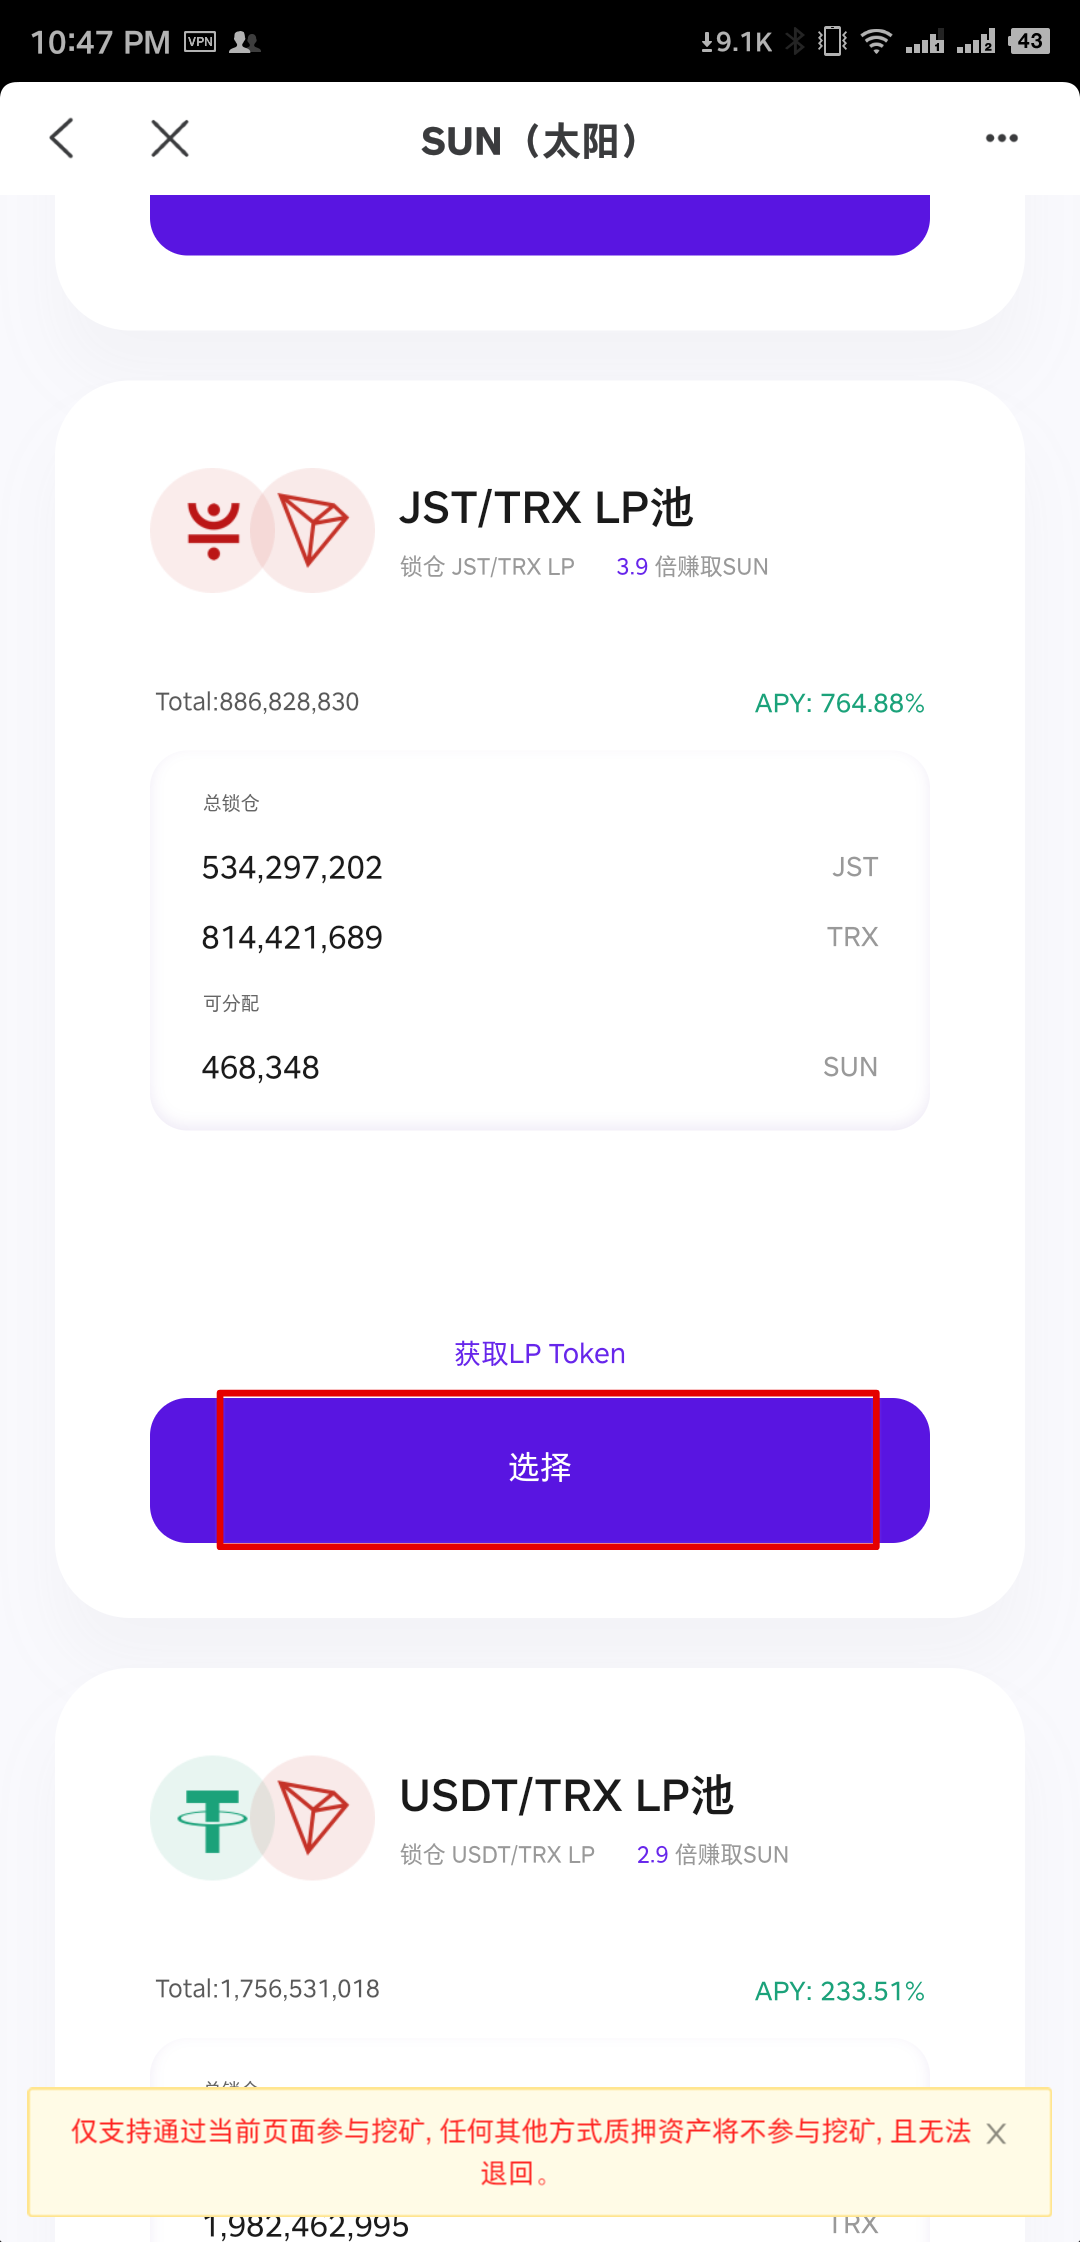 10:47 PM VPN 9.1K 1 2 43
SUN（太阳）
JST/TRX LP池
锁仓 JST/TRX LP 3.9 倍赚取SUN
Total:886,828,830 APY: 764.88%
总锁仓
534,297,202 JST
814,421,689 TRX
可分配
468,348 SUN
获取LP Token
选择
USDT/TRX LP池
锁仓 USDT/TRX LP 2.9 倍赚取SUN
Total:1,756,531,018 APY: 233.51%
总锁仓
仅支持通过当前页面参与挖矿, 任何其他方式质押资产将不参与挖矿, 且无法 X
退回。
1,982,462,995 TRX